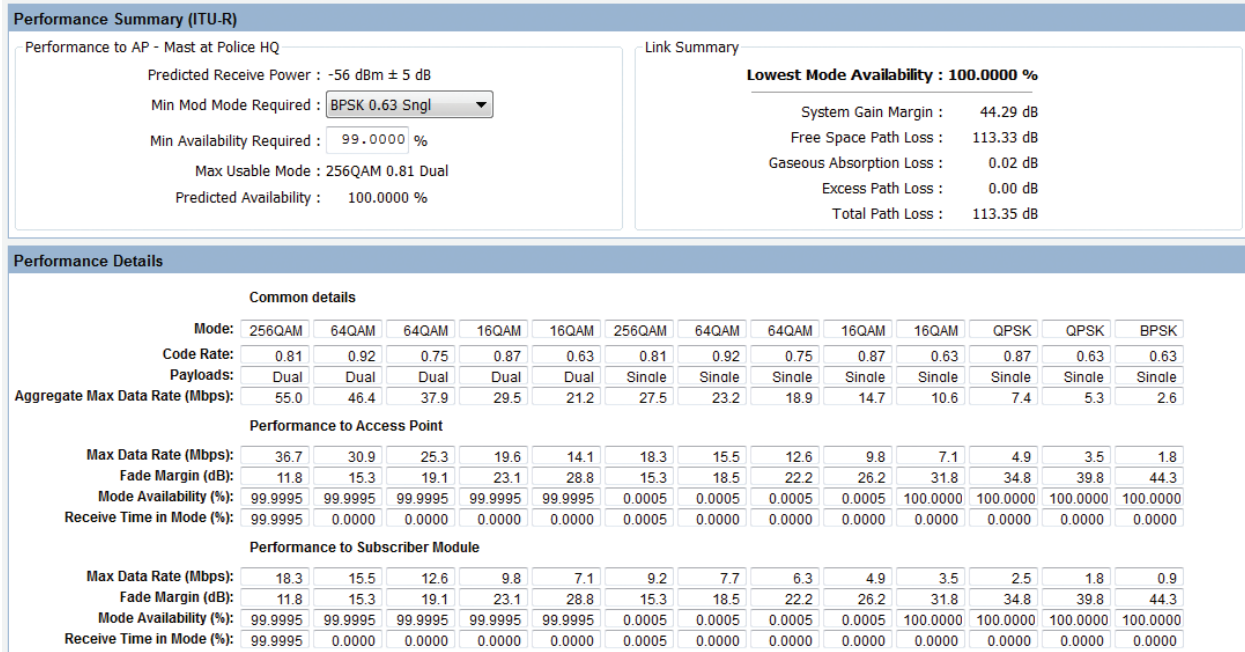 Performance Summary (ITU-R)
Performance to AP - Mast at Police HQ
Predicted Receive Power : -56 dBm ± 5 dB
Min Mod Mode Required : BPSK 0.63 Sngl
Min Availability Required : 99.0000 %
Max Usable Mode : 256QAM 0.81 Dual
Predicted Availability : 100.0000 %
Link Summary
Lowest Mode Availability : 100.0000 %
System Gain Margin : 44.29 dB
Free Space Path Loss : 113.33 dB
Gaseous Absorption Loss : 0.02 dB
Excess Path Loss : 0.00 dB
Total Path Loss : 113.35 dB
Performance Details
Common details
Mode: 256QAM 64QAM 64QAM 16QAM 16QAM 256QAM 64QAM 64QAM 16QAM 16QAM QPSK QPSK BPSK
Code Rate: 0.81 0.92 0.75 0.87 0.63 0.81 0.92 0.75 0.87 0.63 0.87 0.63 0.63
Payloads: Dual Dual Dual Dual Dual Single Single Single Single Single Single Single Single
Aggregate Max Data Rate (Mbps): 55.0 46.4 37.9 29.5 21.2 27.5 23.2 18.9 14.7 10.6 7.4 5.3 2.6
Performance to Access Point
Max Data Rate (Mbps): 36.7 30.9 25.3 19.6 14.1 18.3 15.5 12.6 9.8 7.1 4.9 3.5 1.8
Fade Margin (dB): 11.8 15.3 19.1 23.1 28.8 15.3 18.5 22.2 26.2 31.8 34.8 39.8 44.3
Mode Availability (%): 99.9995 99.9995 99.9995 99.9995 99.9995 0.0005 0.0005 0.0005 0.0005 100.0000 100.0000 100.0000 100.0000
Receive Time in Mode (%): 99.9995 0.0000 0.0000 0.0000 0.0000 0.0005 0.0000 0.0000 0.0000 0.0000 0.0000 0.0000 0.0000
Performance to Subscriber Module
Max Data Rate (Mbps): 18.3 15.5 12.6 9.8 7.1 9.2 7.7 6.3 4.9 3.5 2.5 1.8 0.9
Fade Margin (dB): 11.8 15.3 19.1 23.1 28.8 15.3 18.5 22.2 26.2 31.8 34.8 39.8 44.3
Mode Availability (%): 99.9995 99.9995 99.9995 99.9995 99.9995 0.0005 0.0005 0.0005 0.0005 100.0000 100.0000 100.0000 100.0000
Receive Time in Mode (%): 99.9995 0.0000 0.0000 0.0000 0.0000 0.0005 0.0000 0.0000 0.0000 0.0000 0.0000 0.0000 0.0000